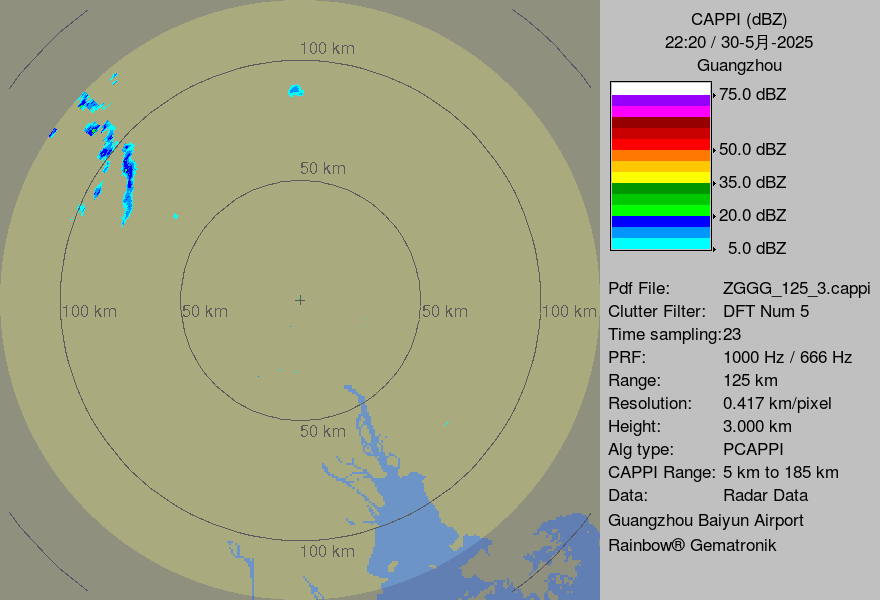 CAPPI (dBZ)
22:20 / 30-5月-2025
Guangzhou
75.0 dBZ
50.0 dBZ
35.0 dBZ
20.0 dBZ
5.0 dBZ
100 km
50 km
100 km
50 km
50 km
100 km
50 km
100 km
Pdf File: ZGGG_125_3.cappi
Clutter Filter: DFT Num 5
Time sampling:23
PRF: 1000 Hz / 666 Hz
Range: 125 km
Resolution: 0.417 km/pixel
Height: 3.000 km
Alg type: PCAPPI
CAPPI Range: 5 km to 185 km
Data: Radar Data
Guangzhou Baiyun Airport
Rainbow® Gematronik